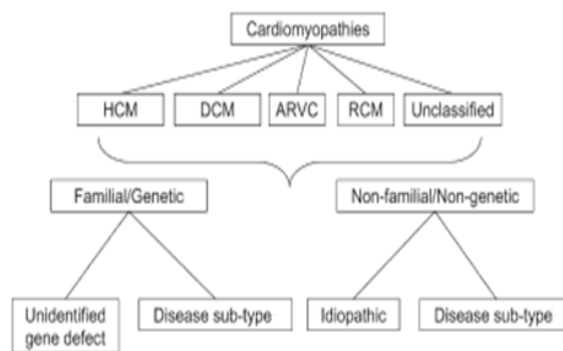 Cardiomyopathies
HCM
DCM
ARVC
RCM
Unclassified
Familial/Genetic
Non-familial/Non-genetic
Unidentified
gene defect
Disease sub-type
Idiopathic
Disease sub-type